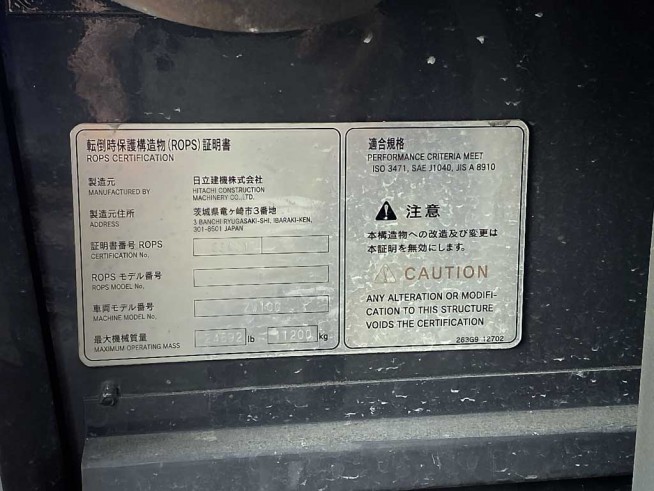 転倒時保護構造物(ROPS)証明書
ROPS CERTIFICATION
製造元
MANUFACTURED BY
日立建機株式会社
HITACHI CONSTRUCTION
MACHINERY CO.,LTD.
製造元住所
ADDRESS
茨城県竜ヶ崎市3番地
3 BANCHI RYUGASAKI-SHI, IBARAKI-KEN,
301-8501 JAPAN
証明書番号,ROPS
CERTIFICATION No.
ROPS モデル番号
ROPS MODEL No.
車両モデル番号
MACHINE MODEL No.
最大機械質量
MAXIMUM OPERATING MASS
lb 11200 kg
適合規格
PERFORMANCE CRITERIA MEET
ISO 3471, SAE J1040, JIS A 8910
注意
本構造物への改造及び変更は
本証明を無効にします。
CAUTION
ANY ALTERATION OR MODIFI-
CATION TO THIS STRUCTURE
VOIDS THE CERTIFICATION
263G9 12702